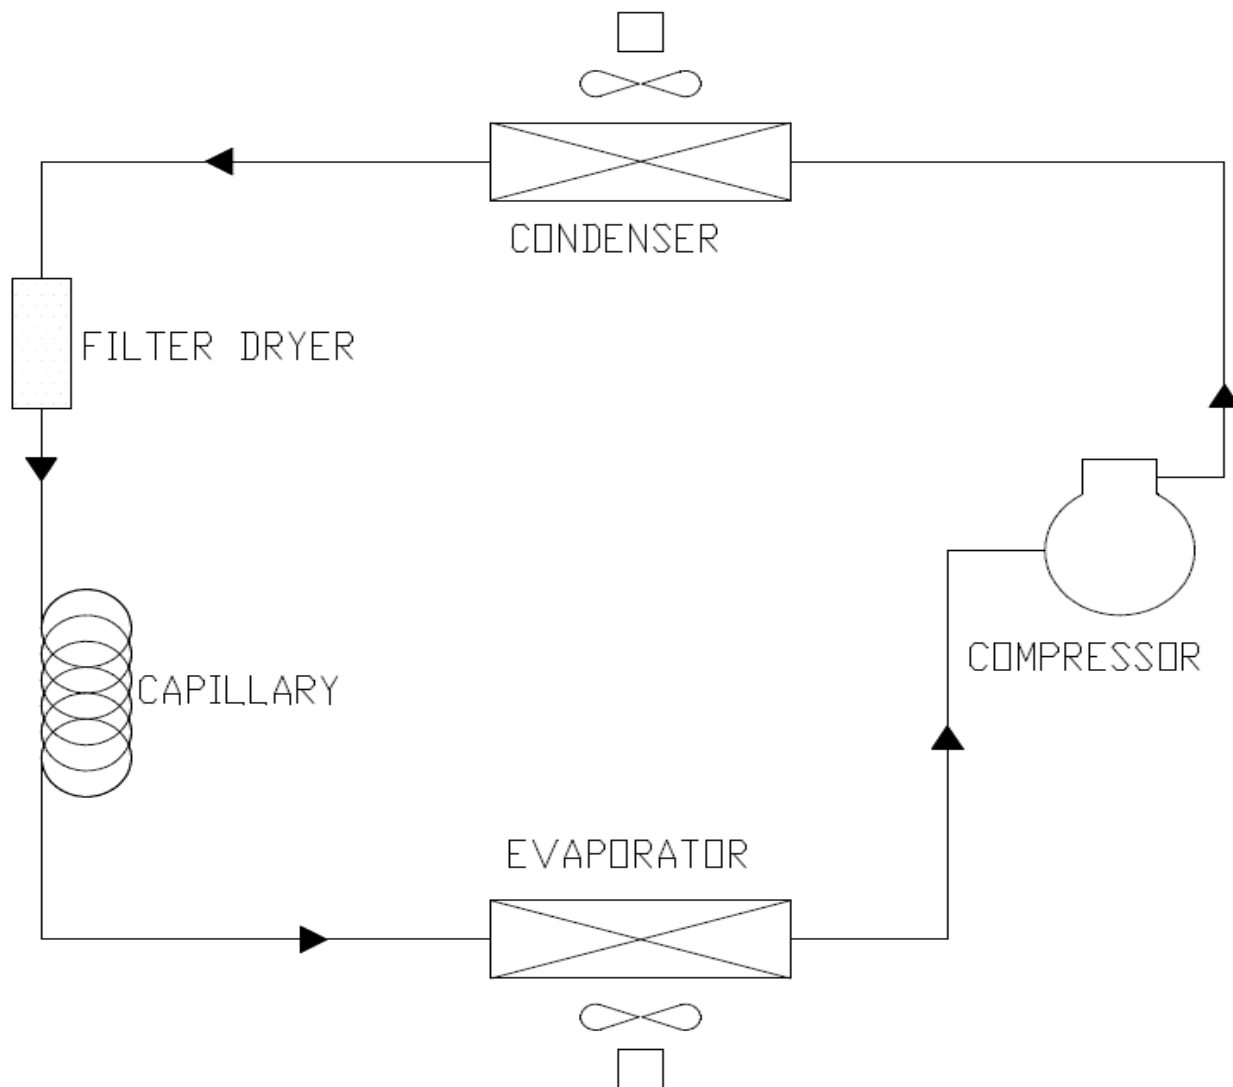 CONDENSER
FILTER DRYER
COMPRESSOR
CAPILLARY
EVAPORATOR